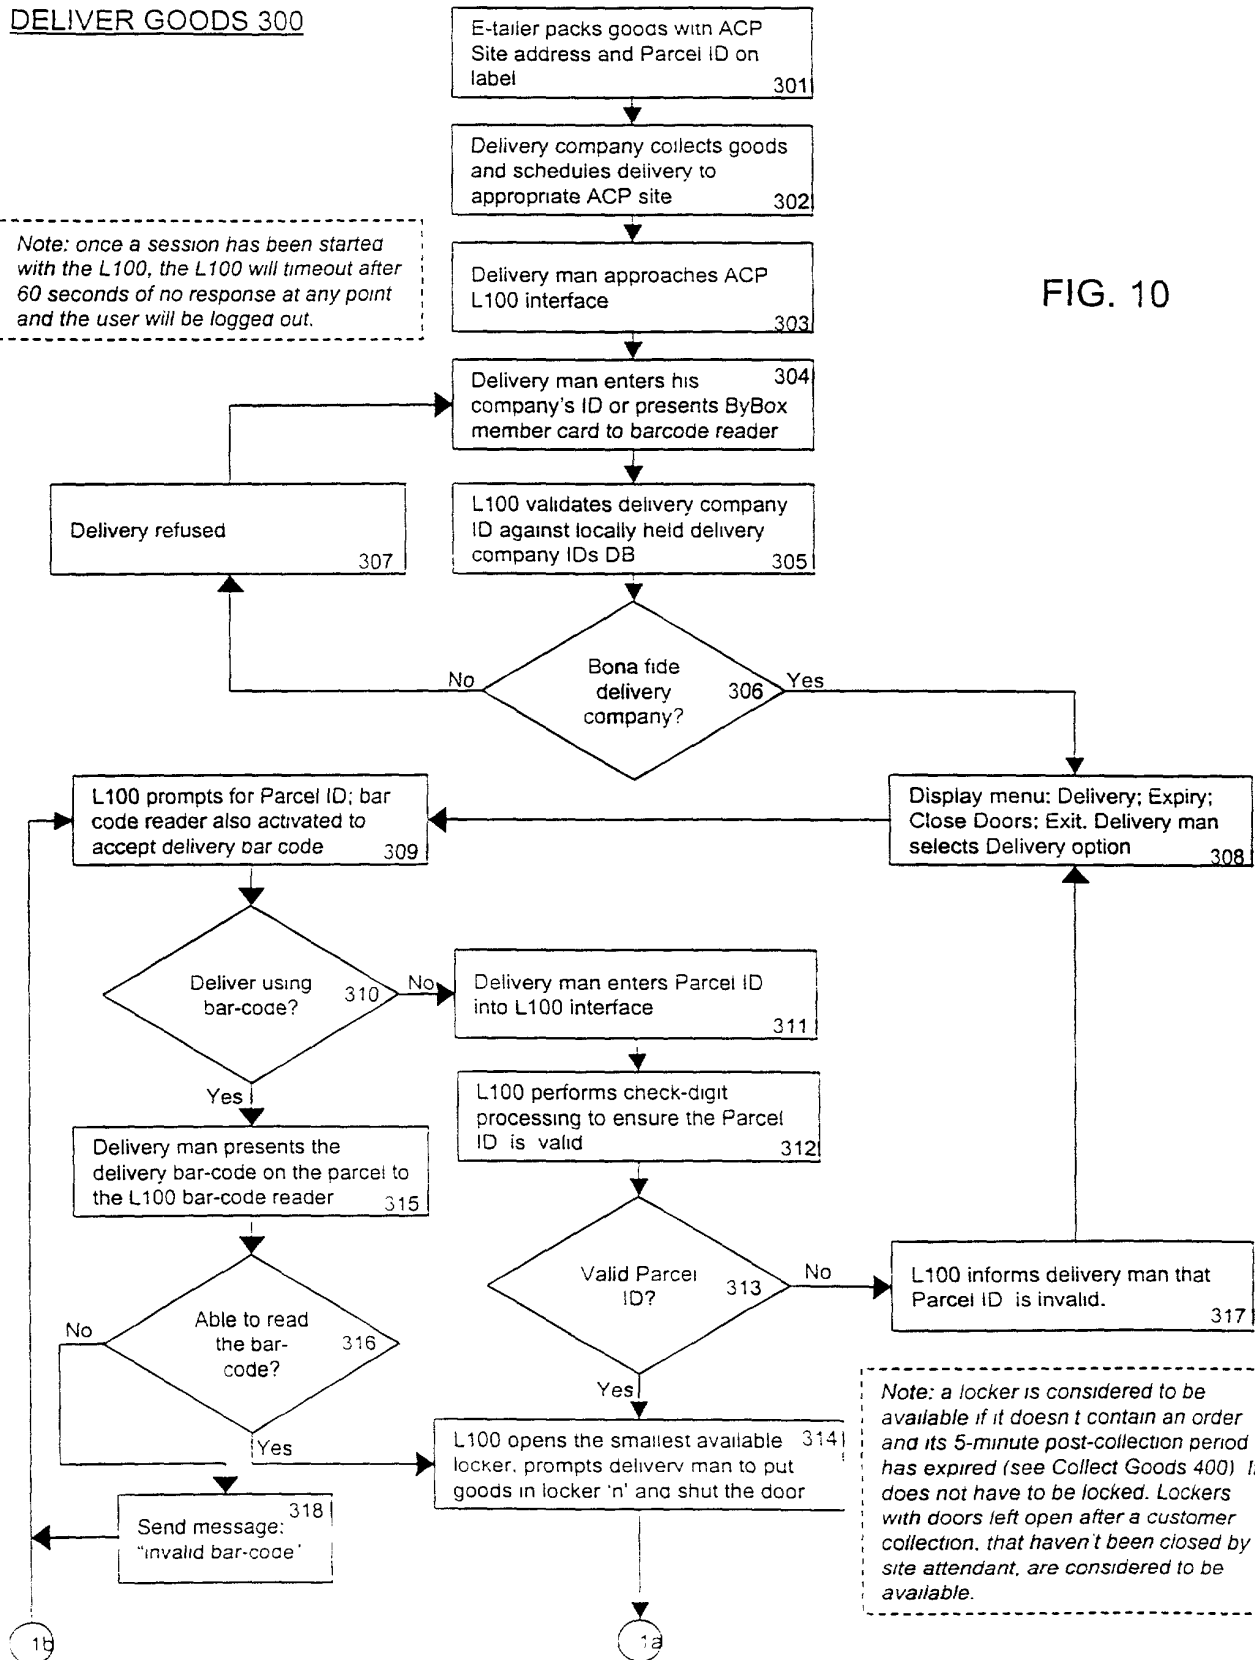 DELIVER GOODS 300
E-tailer packs goods with ACP
Site address and Parcel ID on
label
301
Delivery company collects goods
and schedules delivery to
appropriate ACP site
302
Note: once a session has been started
with the L100, the L100 will timeout after
60 seconds of no response at any point
and the user will be logged out.
Delivery man approaches ACP
L100 interface
303
FIG. 10
Delivery man enters his
company's ID or presents ByBox
member card to barcode reader
304
Delivery refused
307
L100 validates delivery company
ID against locally held delivery
company IDs DB
305
No
Bona fide
delivery
company?
306
Yes
L100 prompts for Parcel ID; bar
code reader also activated to
accept delivery bar code
309
Display menu: Delivery; Expiry;
Close Doors; Exit. Delivery man
selects Delivery option
308
Deliver using
bar-code?
310
No
Delivery man enters Parcel ID
into L100 interface
311
Yes
L100 performs check-digit
processing to ensure the Parcel
ID is valid
312
Delivery man presents the
delivery bar-code on the parcel to
the L100 bar-code reader
315
Valid Parcel
ID?
313
No
L100 informs delivery man that
Parcel ID is invalid.
317
No
Able to read
the bar-
code?
316
Yes
Yes
L100 opens the smallest available
locker, prompts delivery man to put
goods in locker 'n' and shut the door
314
Note: a locker is considered to be
available if it doesn t contain an order
and its 5-minute post-collection period
has expired (see Collect Goods 400) I
does not have to be locked. Lockers
with doors left open after a customer
collection, that haven't been closed by
site attendant, are considered to be
available.
Send message:
"invalid bar-code'
318
1b
1a